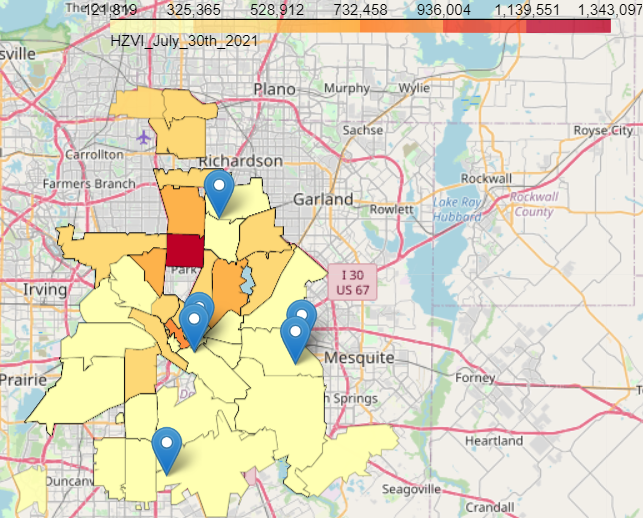 121,819 325,365 528,912 732,458 936,004 1,139,551 1,343,097
HZVI_July_30th_2021
sville
Plano
Murphy
Wylie
Sachse
Royse City
Carrollton
Richardson
Farmers Branch
Garland
Rockwall
Rowlett
Lake Ray
Hubbard
Rockwall
County
Park
Irving
I 30
US 67
Mesquite
Prairie
Forney
h Springs
Heartland
Duncanv
Seagoville
Crandall